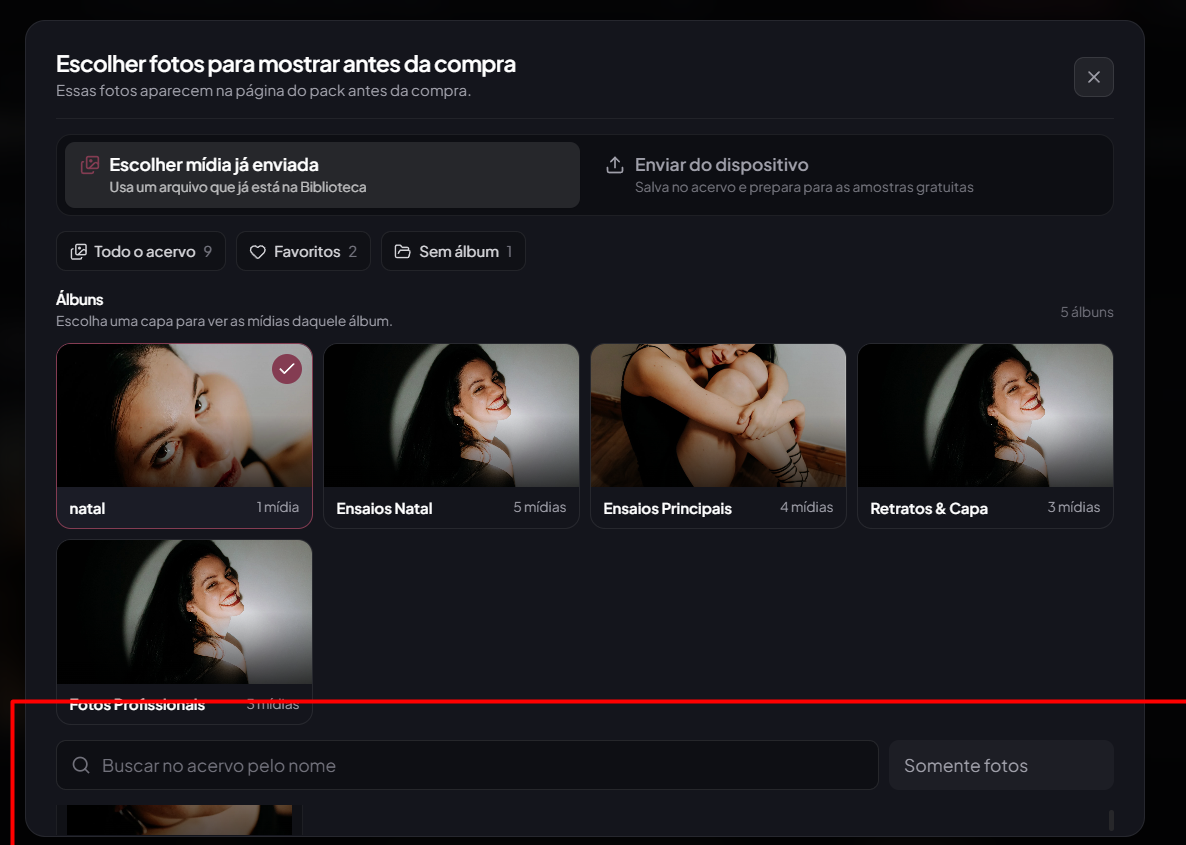 Escolher fotos para mostrar antes da compra
Essas fotos aparecem na página do pack antes da compra.
Escolher mídia já enviada
Usa um arquivo que já está na Biblioteca
Enviar do dispositivo
Salva no acervo e prepara para as amostras gratuitas
Todo o acervo 9
Favoritos 2
Sem álbum 1
Álbuns
Escolha uma capa para ver as mídias daquele álbum.
5 álbuns
natal 1 mídia
Ensaios Natal 5 mídias
Ensaios Principais 4 mídias
Retratos & Capa 3 mídias
Fotos Profissionais 3 mídias
Buscar no acervo pelo nome
Somente fotos